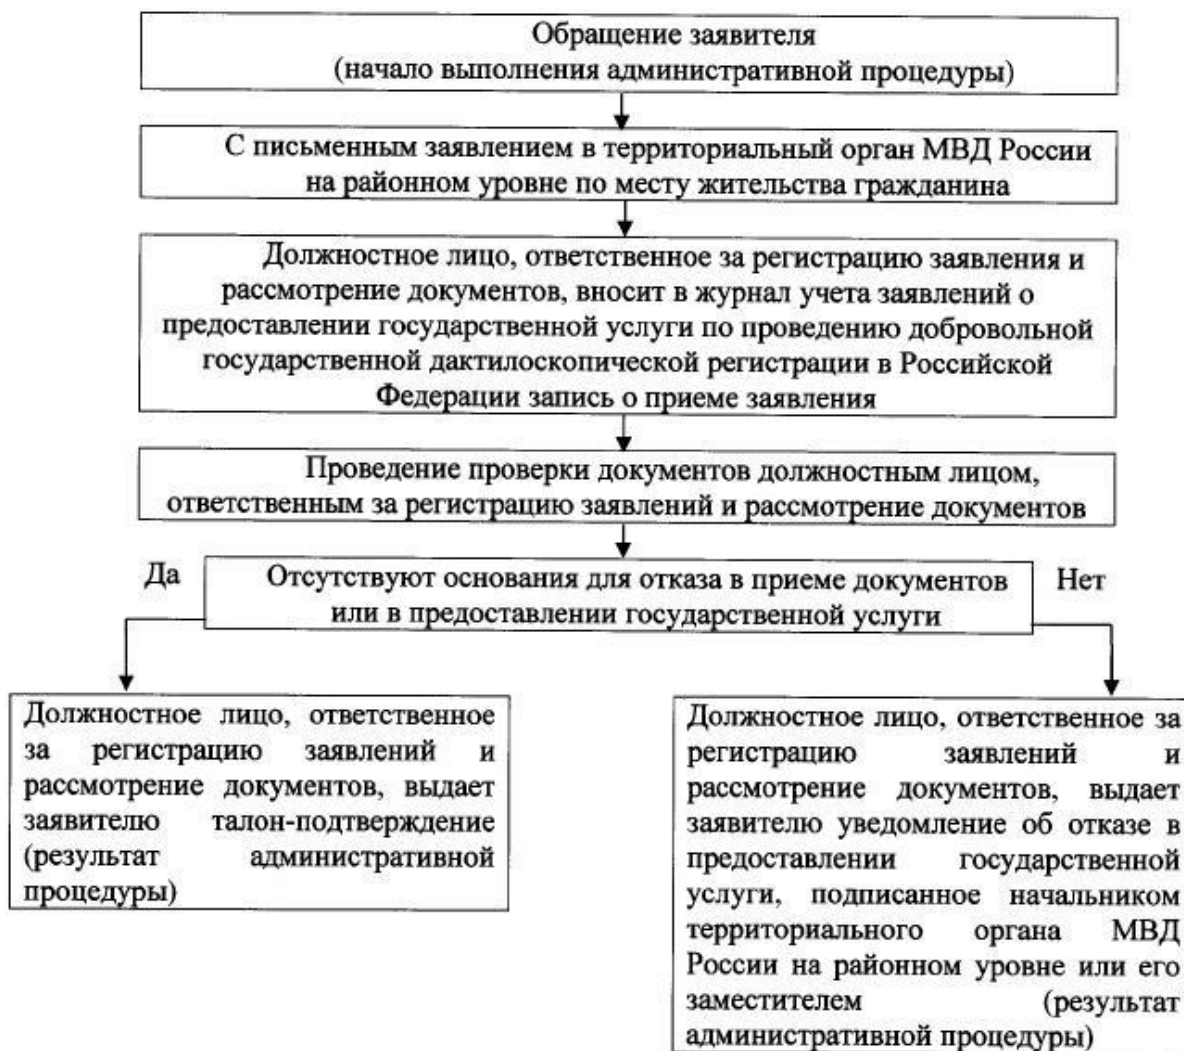 Обращение заявителя
(начало выполнения административной процедуры)
С письменным заявлением в территориальный орган МВД России
на районном уровне по месту жительства гражданина
Должностное лицо, ответственное за регистрацию заявления и
рассмотрение документов, вносит в журнал учета заявлений о
предоставлении государственной услуги по проведению добровольной
государственной дактилоскопической регистрации в Российской
Федерации запись о приеме заявления
Проведение проверки документов должностным лицом,
ответственным за регистрацию заявлений и рассмотрение документов
Да
Отсутствуют основания для отказа в приеме документов
или в предоставлении государственной услуги
Нет
Должностное лицо, ответственное
за регистрацию заявлений и
рассмотрение документов, выдает
заявителю талон-подтверждение
(результат административной
процедуры)
Должностное лицо, ответственное за
регистрацию заявлений и
рассмотрение документов, выдает
заявителю уведомление об отказе в
предоставлении государственной
услуги, подписанное начальником
территориального органа МВД
России на районном уровне или его
заместителем (результат
административной процедуры)